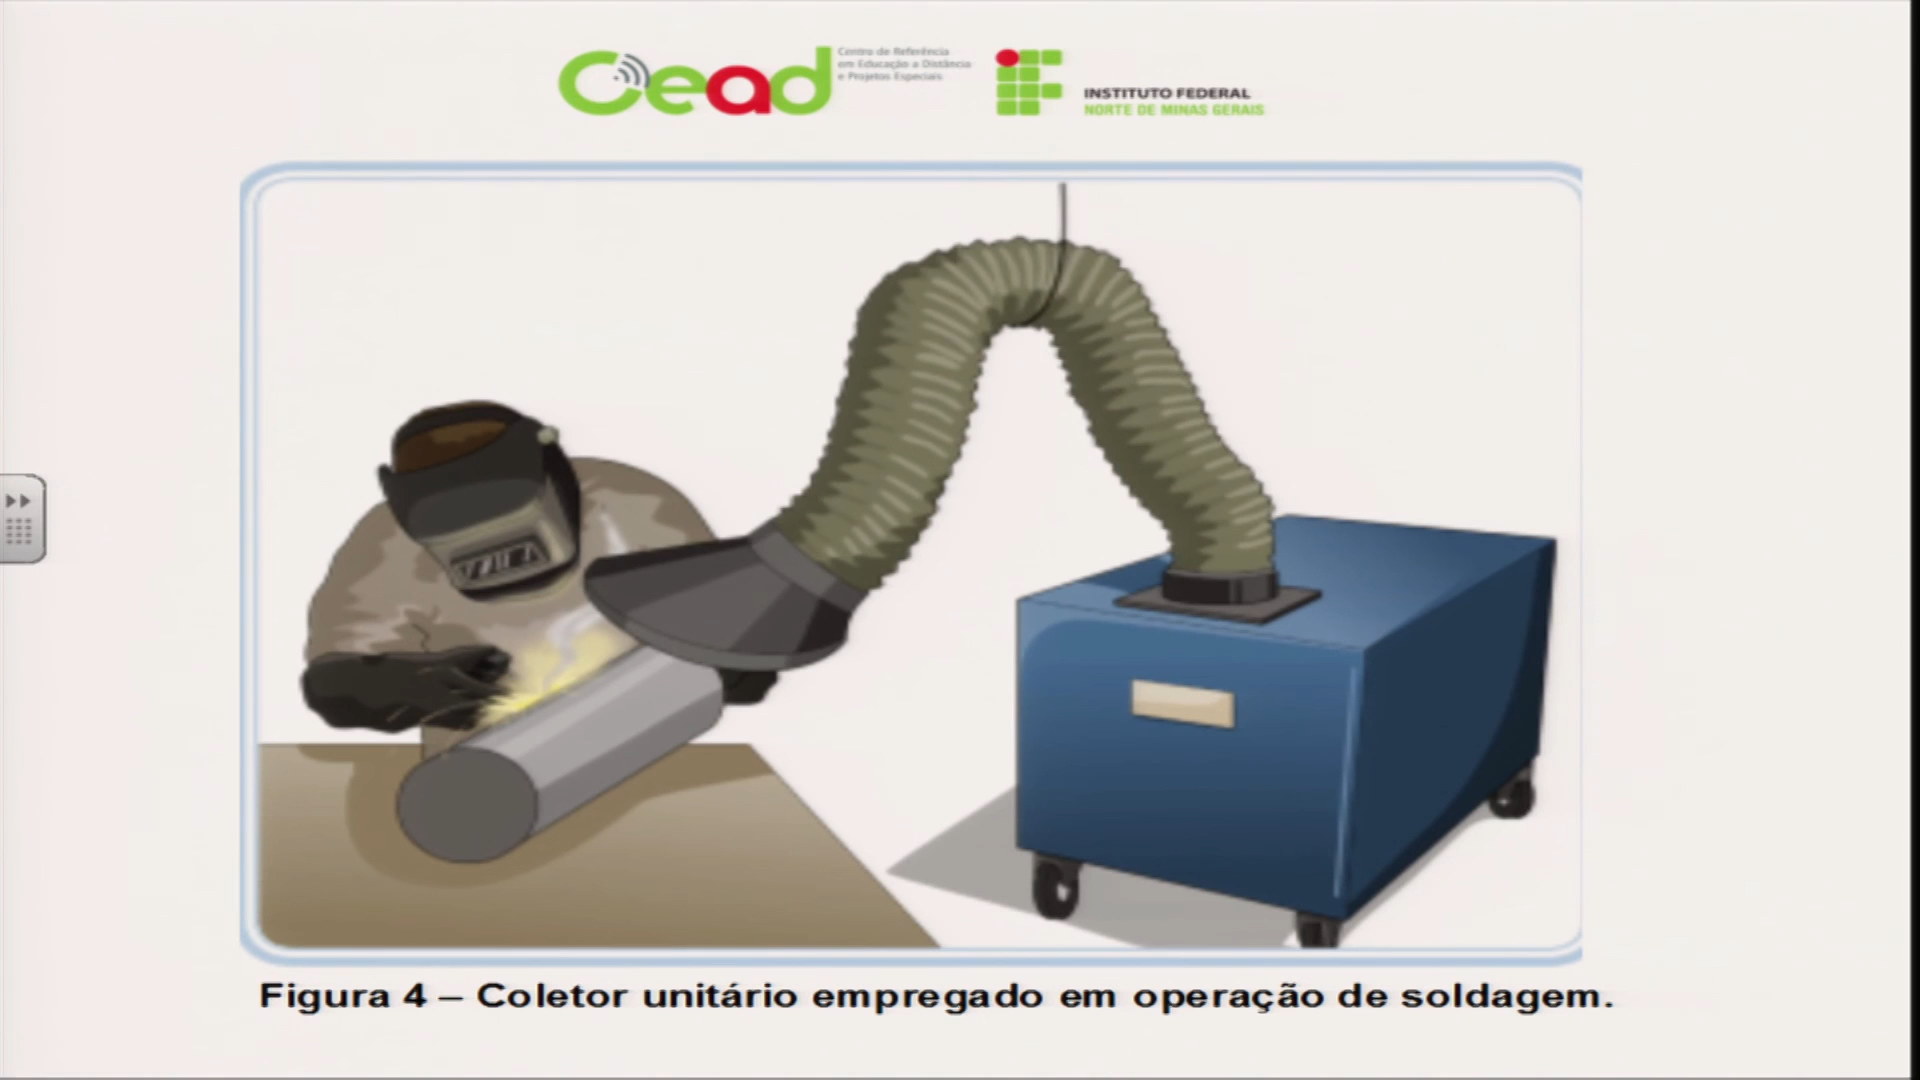 Cead
Centro de Referência
em Educação a Distância
e Projetos Especiais
INSTITUTO FEDERAL
NORTE DE MINAS GERAIS
Figura 4 – Coletor unitário empregado em operação de soldagem.